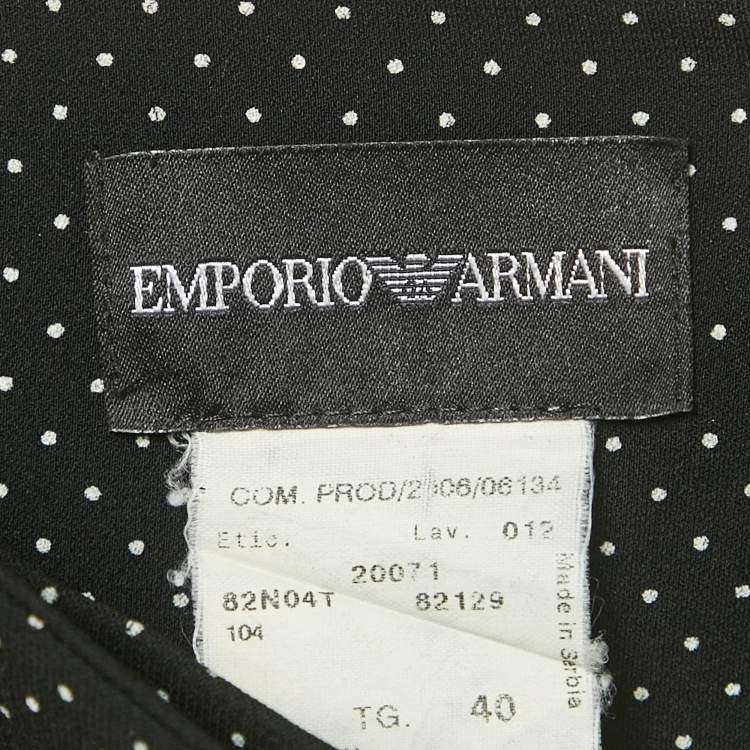 EMPORIO ARMANI
COM. PROD/2006/06134
Etic. Lav. 012
20071
82N04T 82129
104
TG. 40
Made in Serbia